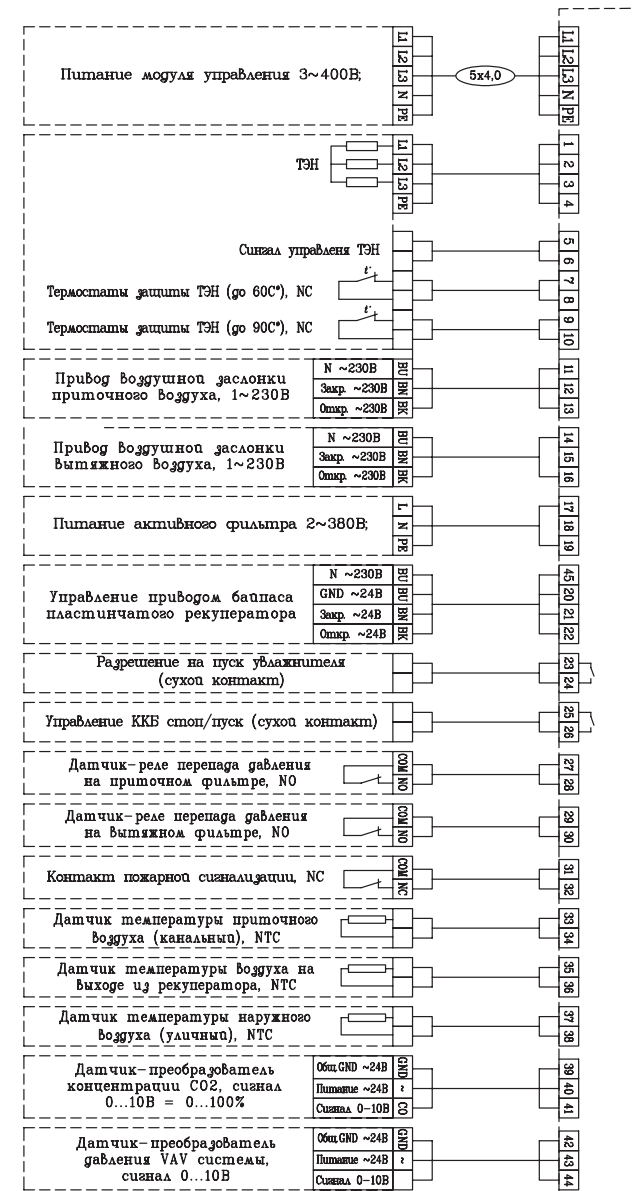 Питание модуля управления 3~400В;
L1
L2
L3
N
PE
5x4,0
L1
L2
L3
N
PE
ТЭН
L1
L2
L3
PE
1
2
3
4
Сингал управленя ТЭН
5
6
Термостаты защиты ТЭН (до 60С°), NC
t°
7
8
Термостаты защиты ТЭН (до 90С°), NC
t°
9
10
Привод воздушной заслонки
приточного воздуха, 1~230В
N ~230В
BU
11
Закр. ~230В
BN
12
Откр. ~230В
BK
13
Привод воздушной заслонки
вытяжного воздуха, 1~230В
N ~230В
BU
14
Закр. ~230В
BN
15
Откр. ~230В
BK
16
Питание активного фильтра 2~380В;
L
N
PE
17
18
19
Управление приводом байпаса
пластинчатого рекуператора
N ~230В
BU
45
GND ~24В
BU
20
Закр. ~24В
BN
21
Откр. ~24В
BK
22
Разрешение на пуск увлажнителя
(сухой контакт)
23
24
Управление ККБ стоп/пуск (сухой контакт)
25
26
Датчик-реле перепада давления
на приточном фильтре, NO
COM
NO
27
28
Датчик-реле перепада давления
на вытяжном фильтре, NO
COM
NO
29
30
Контакт пожарной сигнализации, NC
COM
NC
31
32
Датчик температуры приточного
воздуха (канальный), NTC
33
34
Датчик температуры воздуха на
выходе из рекуператора, NTC
35
36
Датчик температуры наружного
воздуха (уличный), NTC
37
38
Датчик-преобразователь
концентрации СО2, сигнал
0...10В = 0...100%
Общ.GND ~24В
GND
39
Питание ~24В
~
40
Сигнал 0-10В
CO
41
Датчик-преобразователь
давления VAV системы,
сигнал 0...10В
Общ.GND ~24В
GND
42
Питание ~24В
~
43
Сигнал 0-10В
44